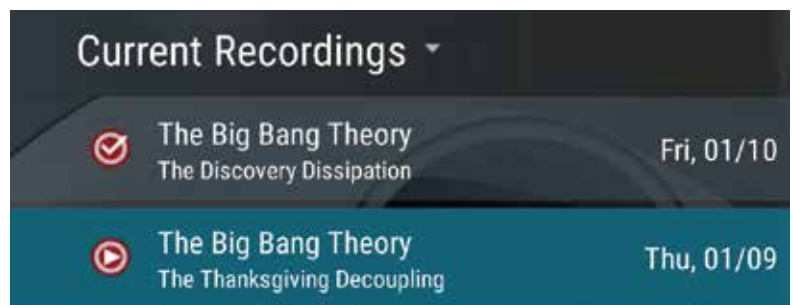 Current Recordings
The Big Bang Theory
Fri, 01/10
The Discovery Dissipation
The Big Bang Theory
Thu, 01/09
The Thanksgiving Decoupling